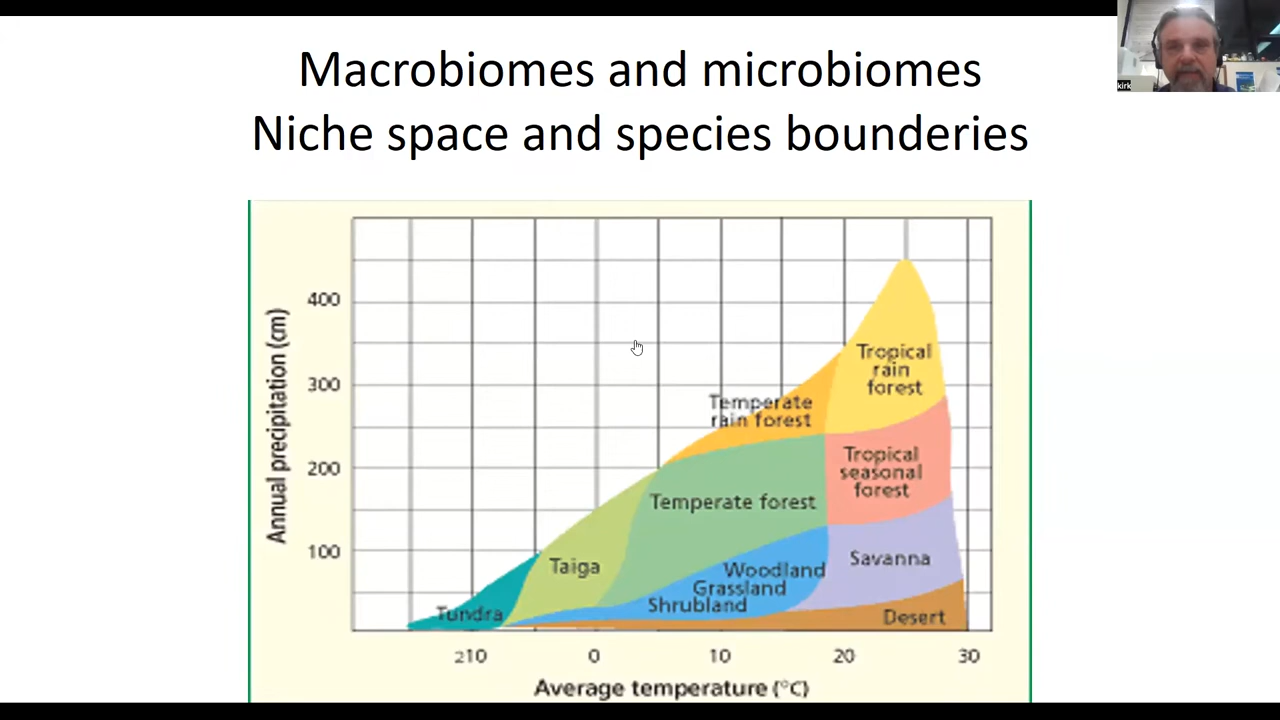 Macrobiomes and microbiomes
Niche space and species bounderies
kirk
Annual precipitation (cm)
400
300
200
100
Tropical
rain
forest
Temperate
rain forest
Tropical
seasonal
forest
Temperate forest
Savanna
Taiga
Woodland
Grassland
Shrubland
Tundra
Desert
210
0
10
20
30
Average temperature (°C)